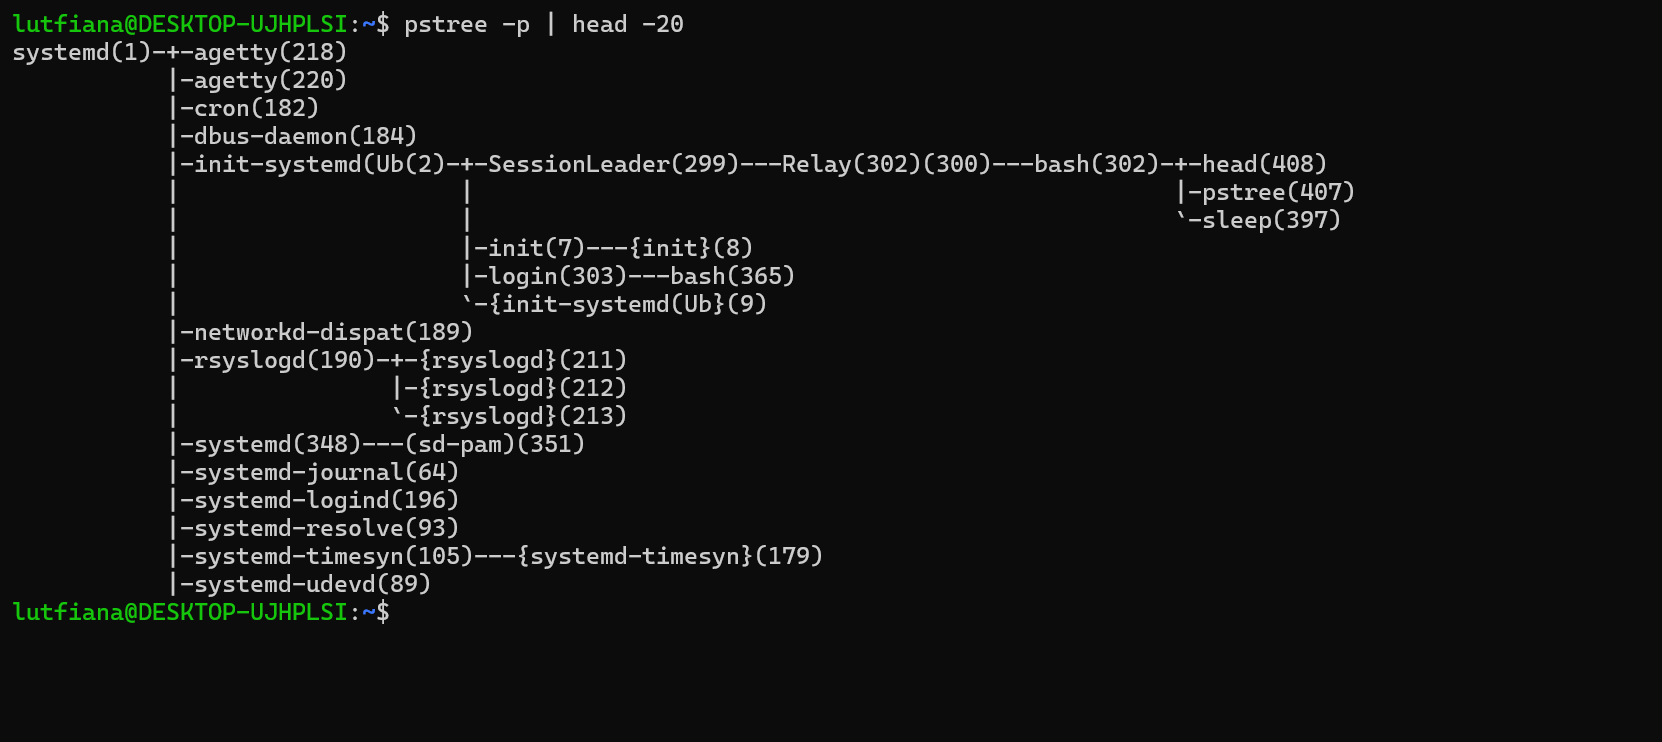 lutfiana@DESKTOP-UJHPLSI:~$ pstree -p | head -20
systemd(1)-+-agetty(218)
           |-agetty(220)
           |-cron(182)
           |-dbus-daemon(184)
           |-init-systemd(Ub(2)-+-SessionLeader(299)---Relay(302)(300)---bash(302)-+-head(408)
           |                    |                                                  |-pstree(407)
           |                    |                                                  `-sleep(397)
           |                    |-init(7)---{init}(8)
           |                    |-login(303)---bash(365)
           |                    `-{init-systemd(Ub}(9)
           |-networkd-dispat(189)
           |-rsyslogd(190)-+-{rsyslogd}(211)
           |               |-{rsyslogd}(212)
           |               `-{rsyslogd}(213)
           |-systemd(348)---(sd-pam)(351)
           |-systemd-journal(64)
           |-systemd-logind(196)
           |-systemd-resolve(93)
           |-systemd-timesyn(105)---{systemd-timesyn}(179)
           |-systemd-udevd(89)
lutfiana@DESKTOP-UJHPLSI:~$